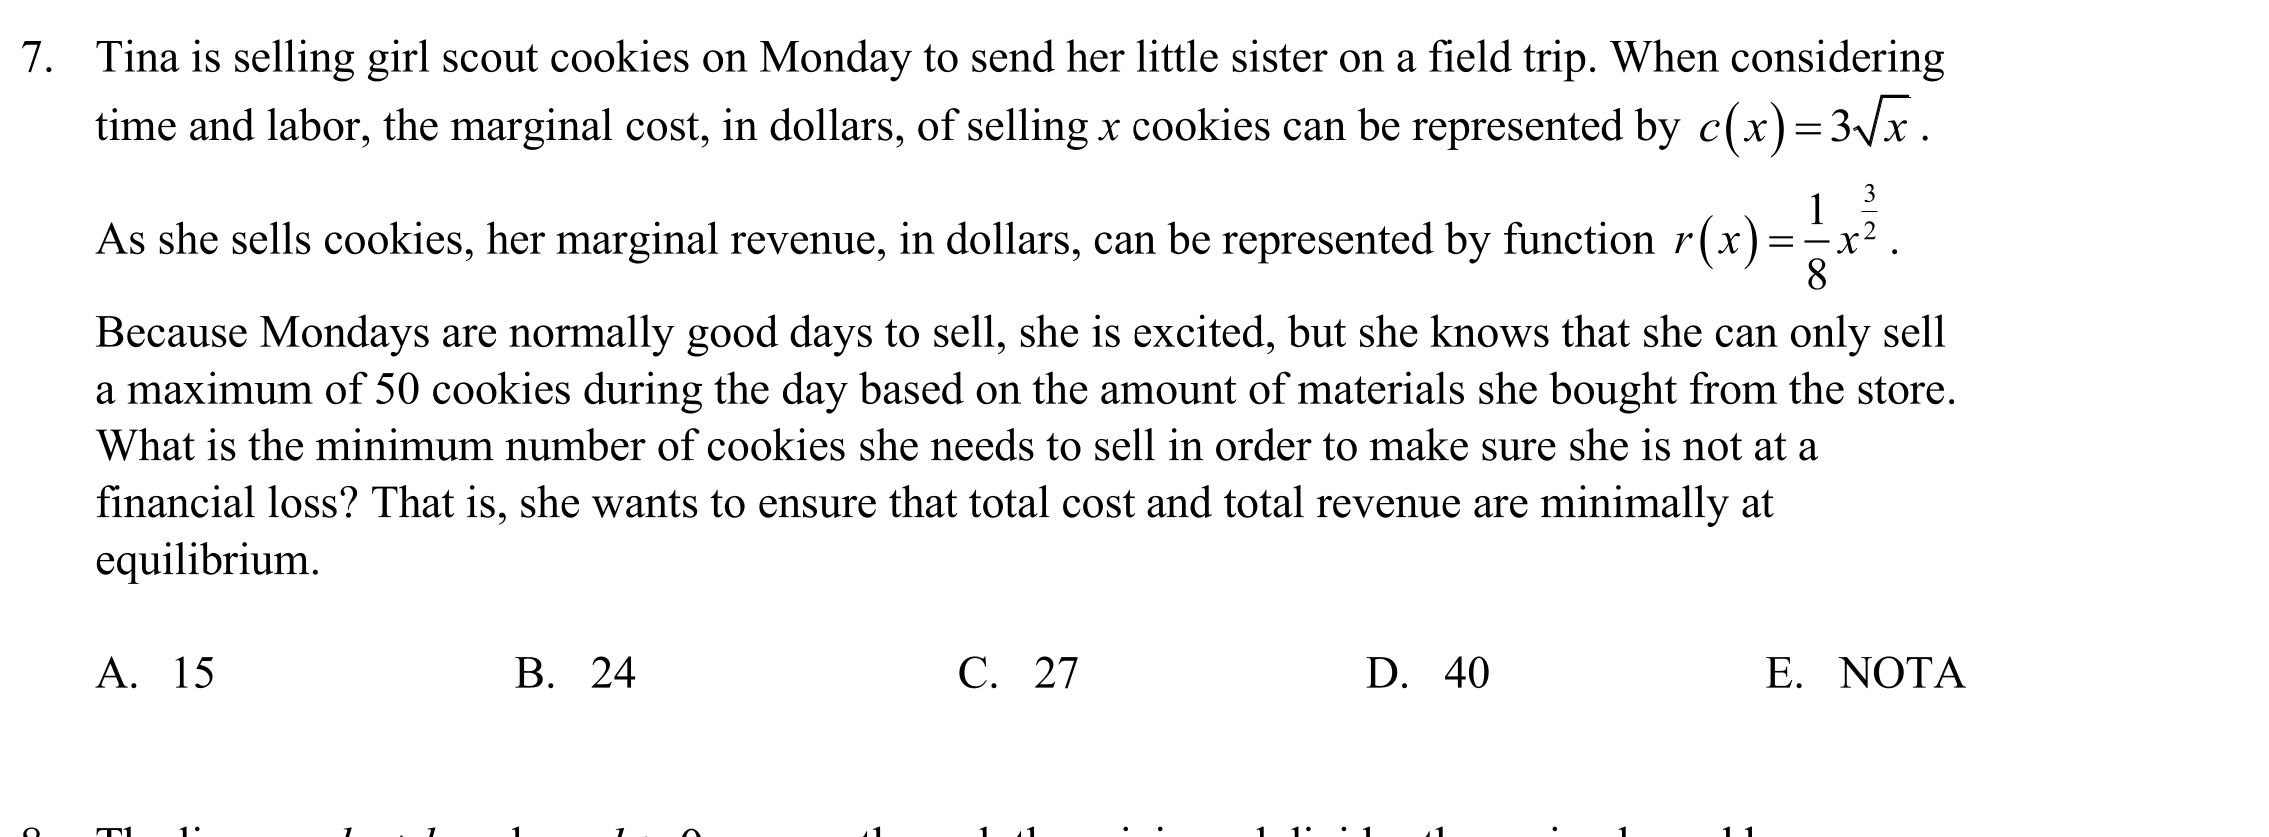 7. Tina is selling girl scout cookies on Monday to send her little sister on a field trip. When considering
time and labor, the marginal cost, in dollars, of selling x cookies can be represented by c(x)=3√x.
As she sells cookies, her marginal revenue, in dollars, can be represented by function r(x)=1/8 x^(3/2).
Because Mondays are normally good days to sell, she is excited, but she knows that she can only sell
a maximum of 50 cookies during the day based on the amount of materials she bought from the store.
What is the minimum number of cookies she needs to sell in order to make sure she is not at a
financial loss? That is, she wants to ensure that total cost and total revenue are minimally at
equilibrium.
A. 15 B. 24 C. 27 D. 40 E. NOTA